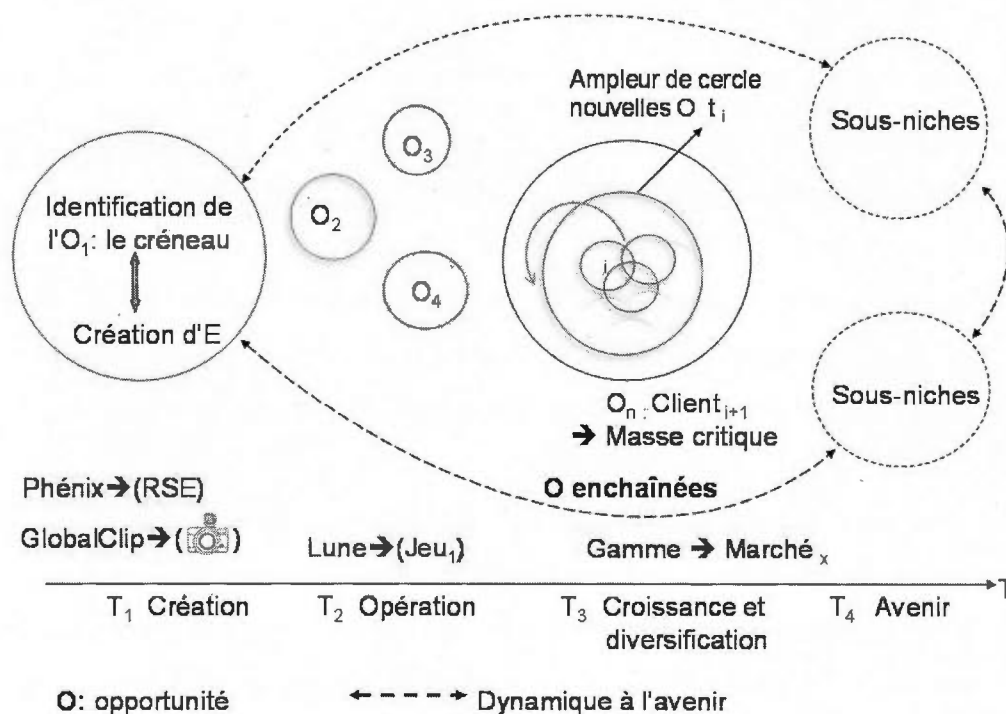 Ampleur de cercle
nouvelles O t i
Sous-niches
O3
Identification de
l'O1: le créneau
O2
i
O4
Création d'E
Sous-niches
On : Client i+1
➔ Masse critique
O enchaînées
Phénix➔(RSE)
GlobalClip➔( )
Lune➔(Jeu1)
Gamme ➔ Marché x
T
T1 Création
T2 Opération
T3 Croissance et
diversification
T4 Avenir
O: opportunité
Dynamique à l'avenir